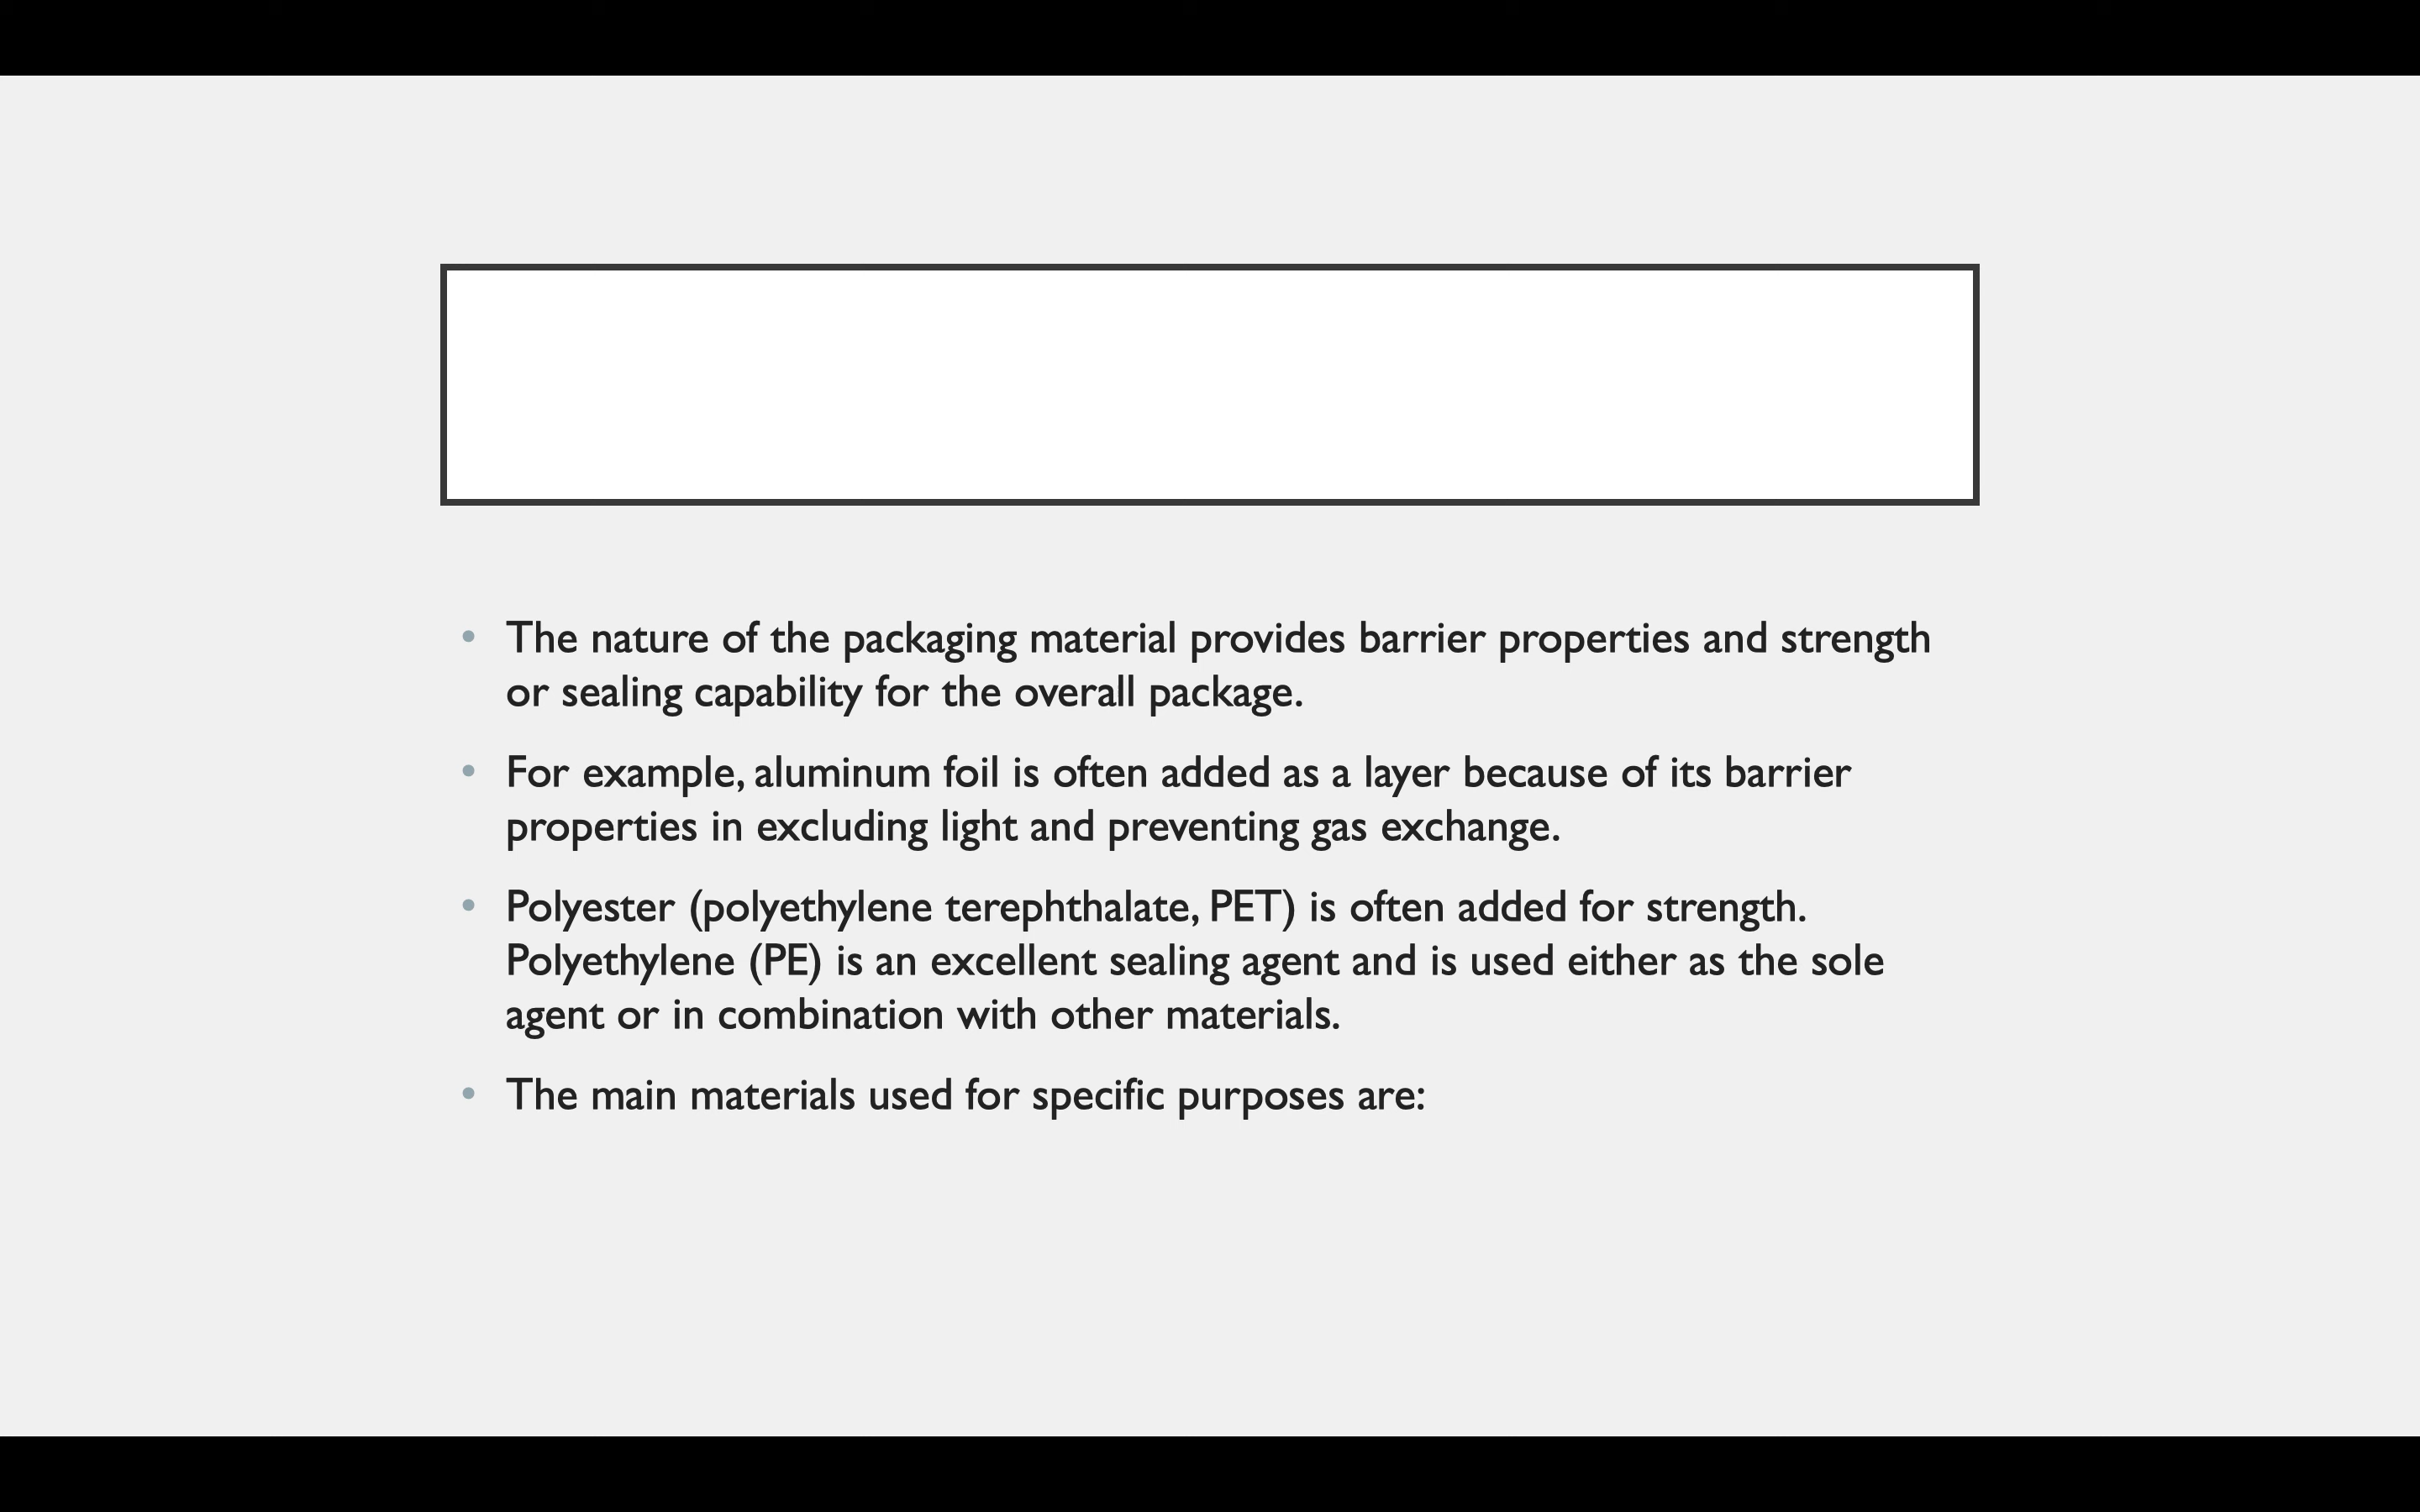 • The nature of the packaging material provides barrier properties and strength
or sealing capability for the overall package.
• For example, aluminum foil is often added as a layer because of its barrier
properties in excluding light and preventing gas exchange.
• Polyester (polyethylene terephthalate, PET) is often added for strength.
Polyethylene (PE) is an excellent sealing agent and is used either as the sole
agent or in combination with other materials.
• The main materials used for specific purposes are: